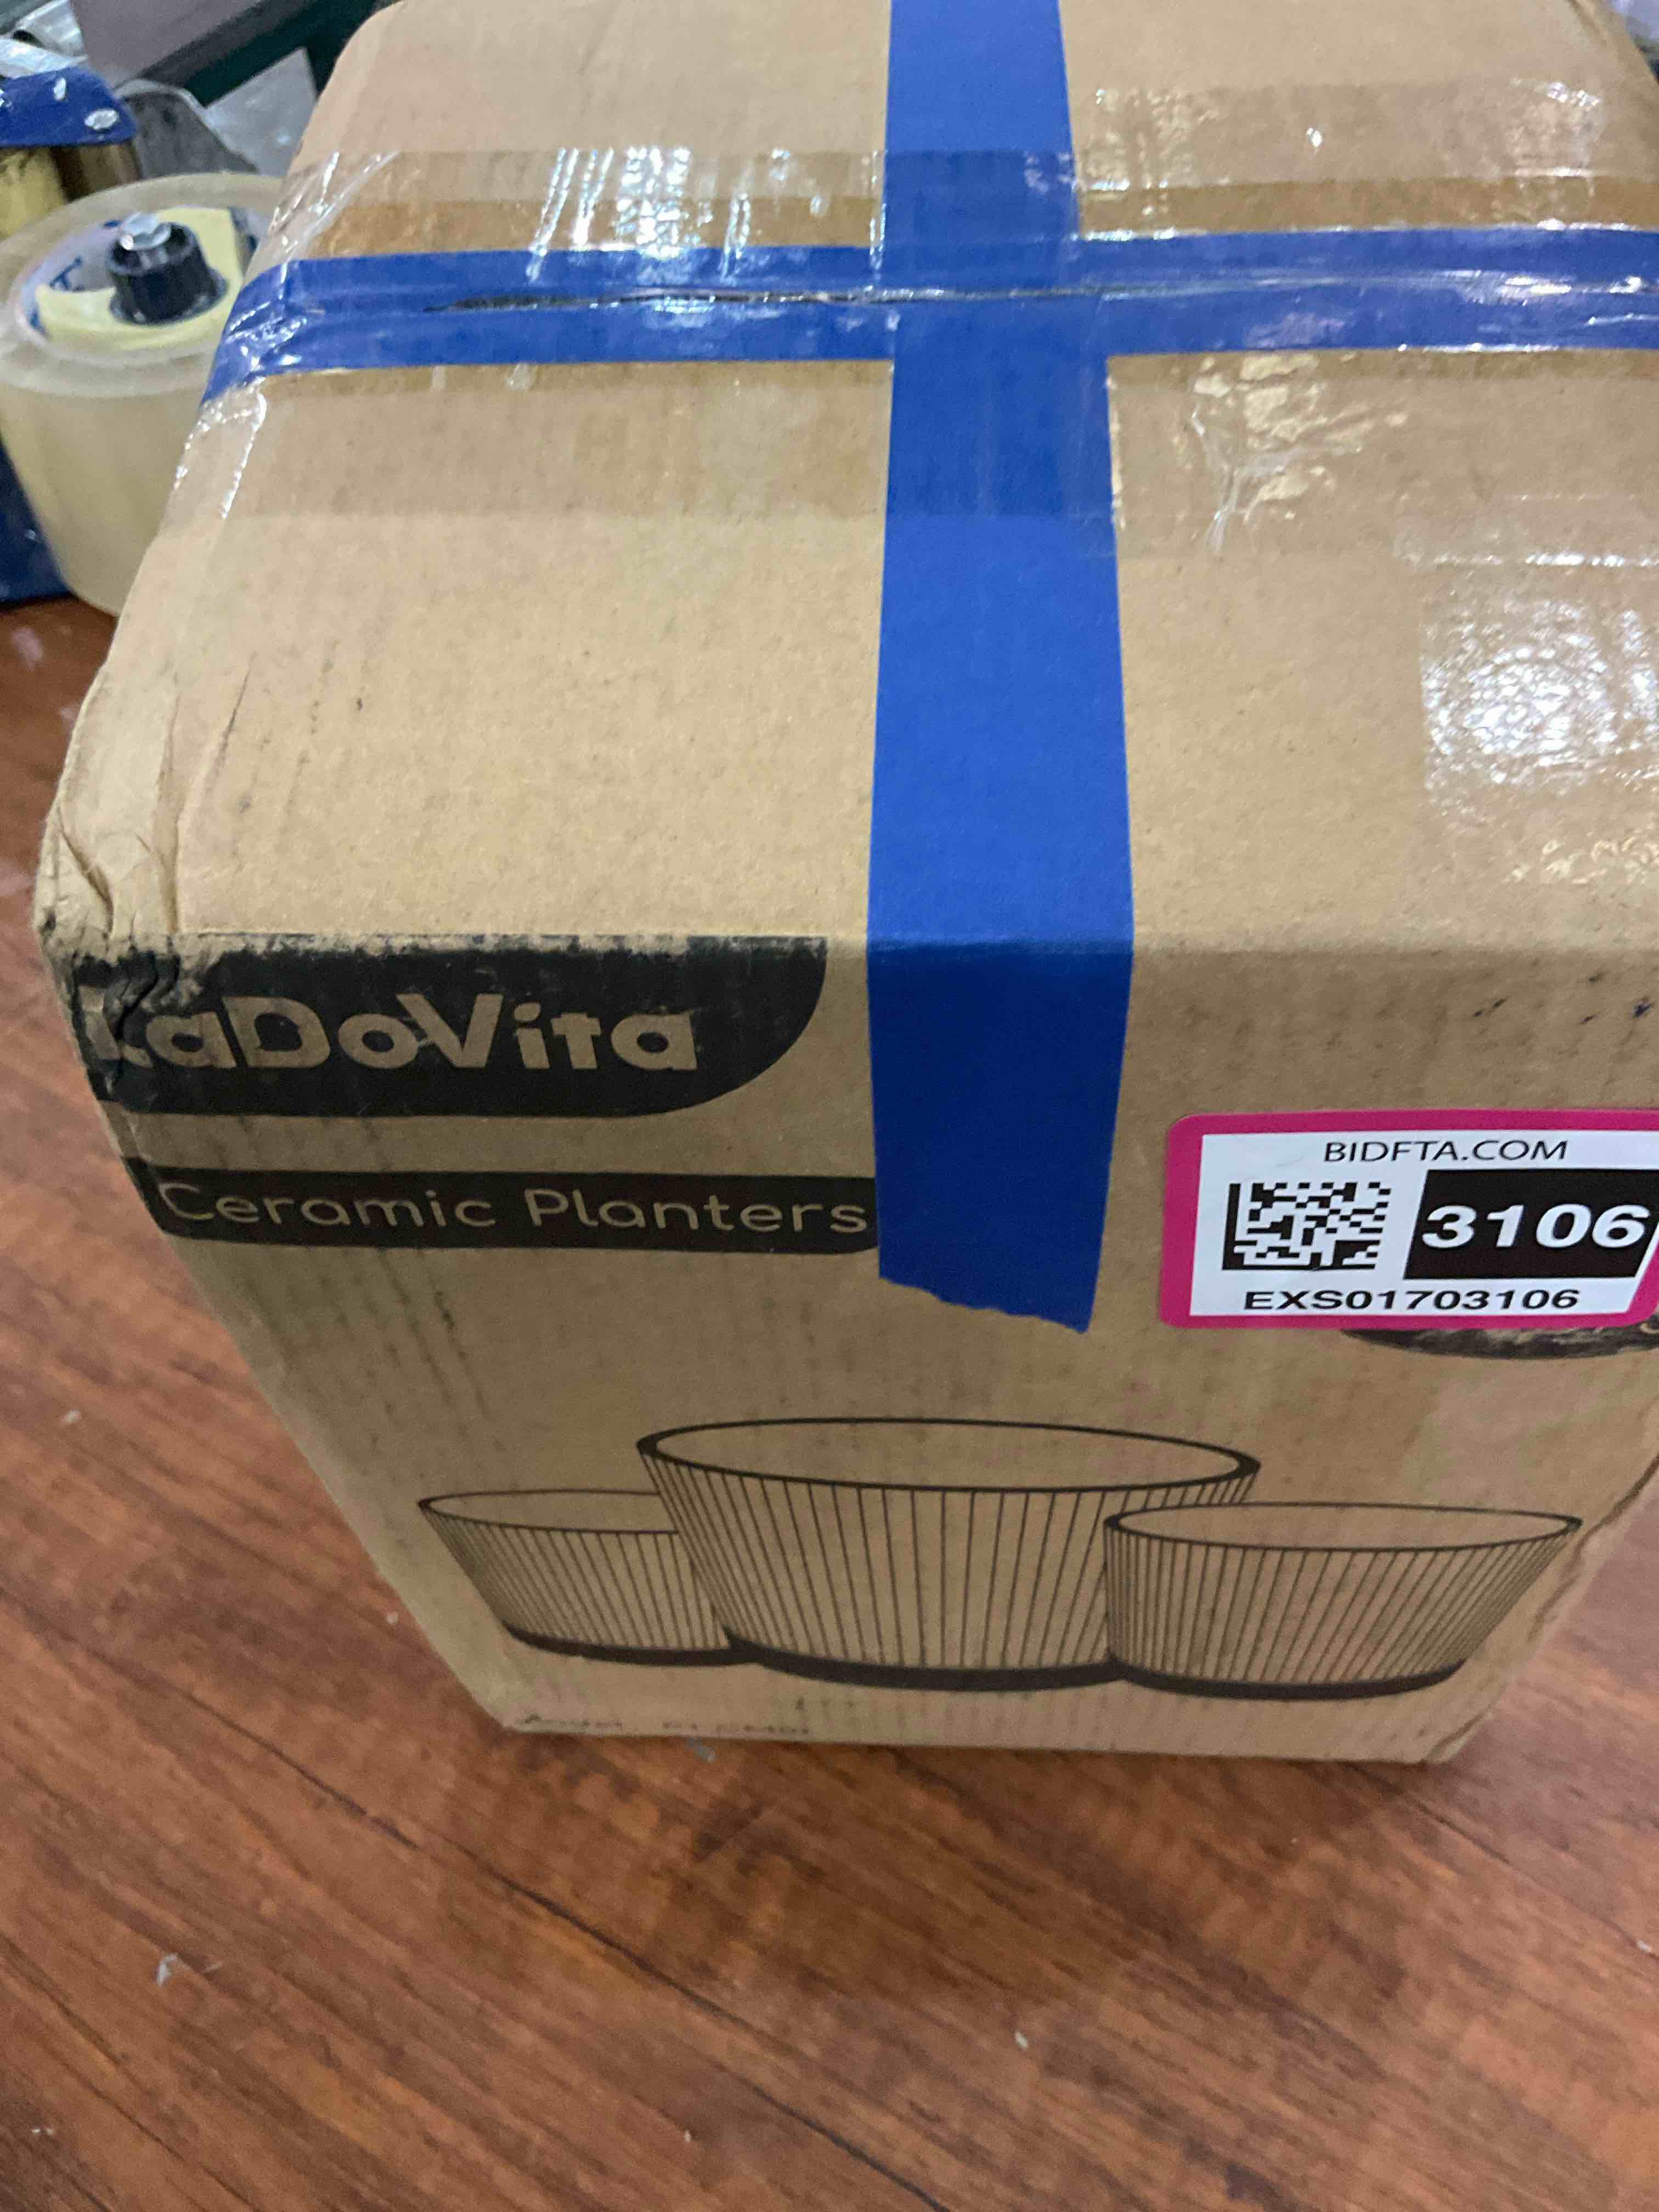 LaDoVita
Ceramic Planters
BIDFTA.COM
3106
EXS01703106